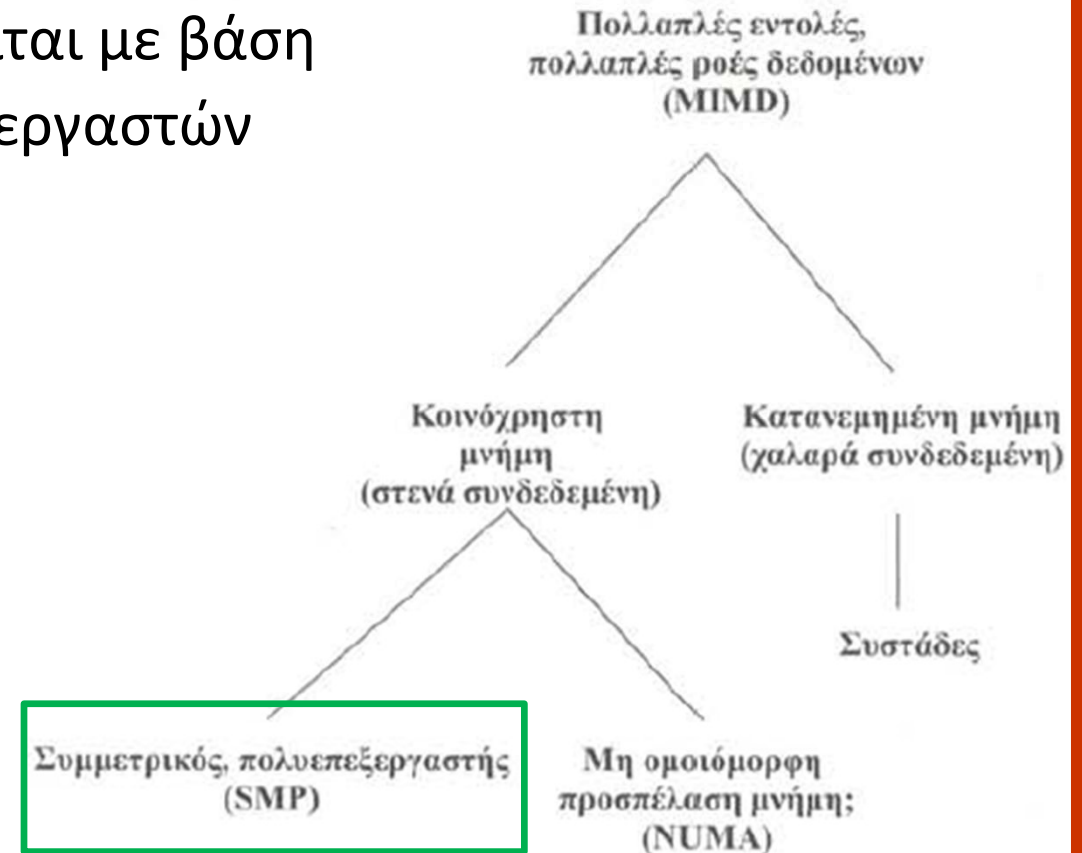 ίται με βάση
εργαστών
Πολλαπλές εντολές,
πολλαπλές ροές δεδομένων
(MIMD)
Κοινόχρηστη
μνήμη
(στενά συνδεδεμένη)
Κατανεμημένη μνήμη
(χαλαρά συνδεδεμένη)
Συστάδες
Συμμετρικός, πολυεπεξεργαστής
(SMP)
Μη ομοιόμορφη
προσπέλαση μνήμη;
(NUMA)